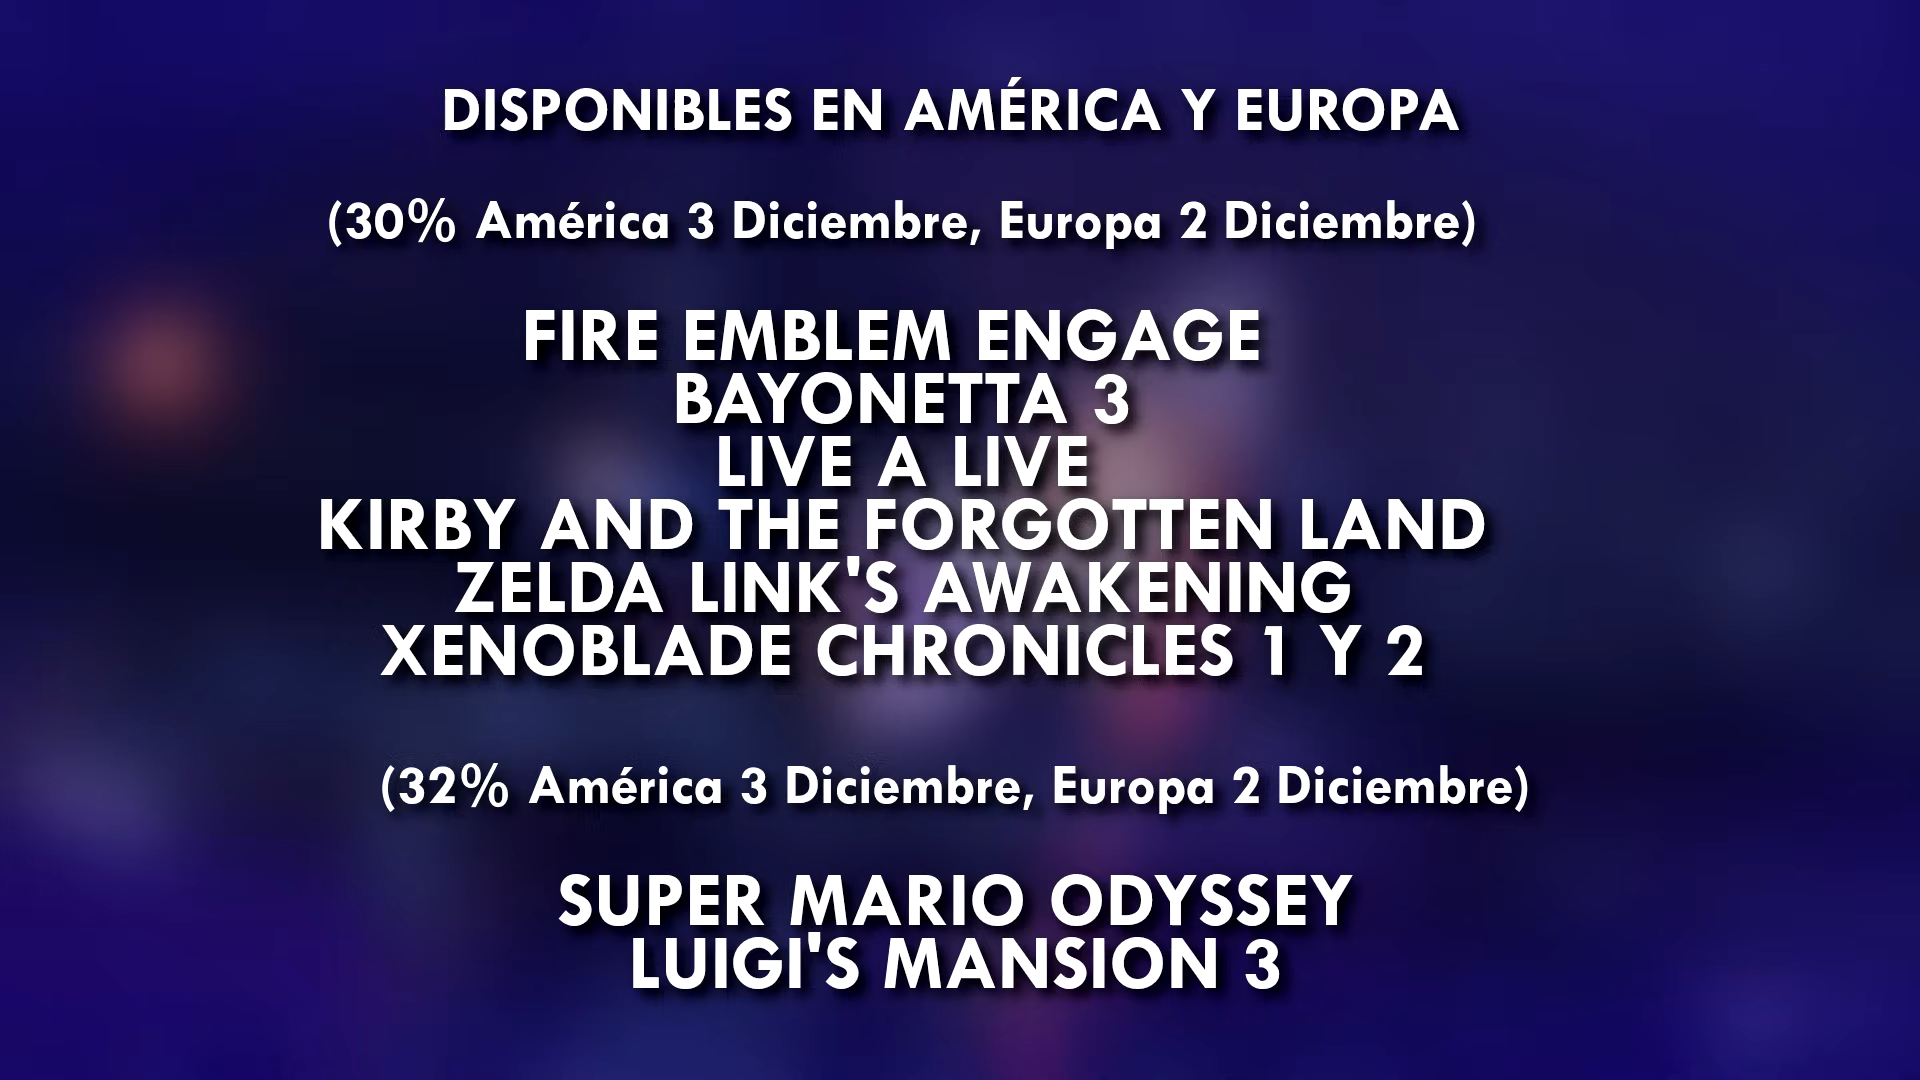 DISPONIBLES EN AMÉRICA Y EUROPA
(30% América 3 Diciembre, Europa 2 Diciembre)
FIRE EMBLEM ENGAGE
BAYONETTA 3
LIVE A LIVE
KIRBY AND THE FORGOTTEN LAND
ZELDA LINK'S AWAKENING
XENOBLADE CHRONICLES 1 Y 2
(32% América 3 Diciembre, Europa 2 Diciembre)
SUPER MARIO ODYSSEY
LUIGI'S MANSION 3